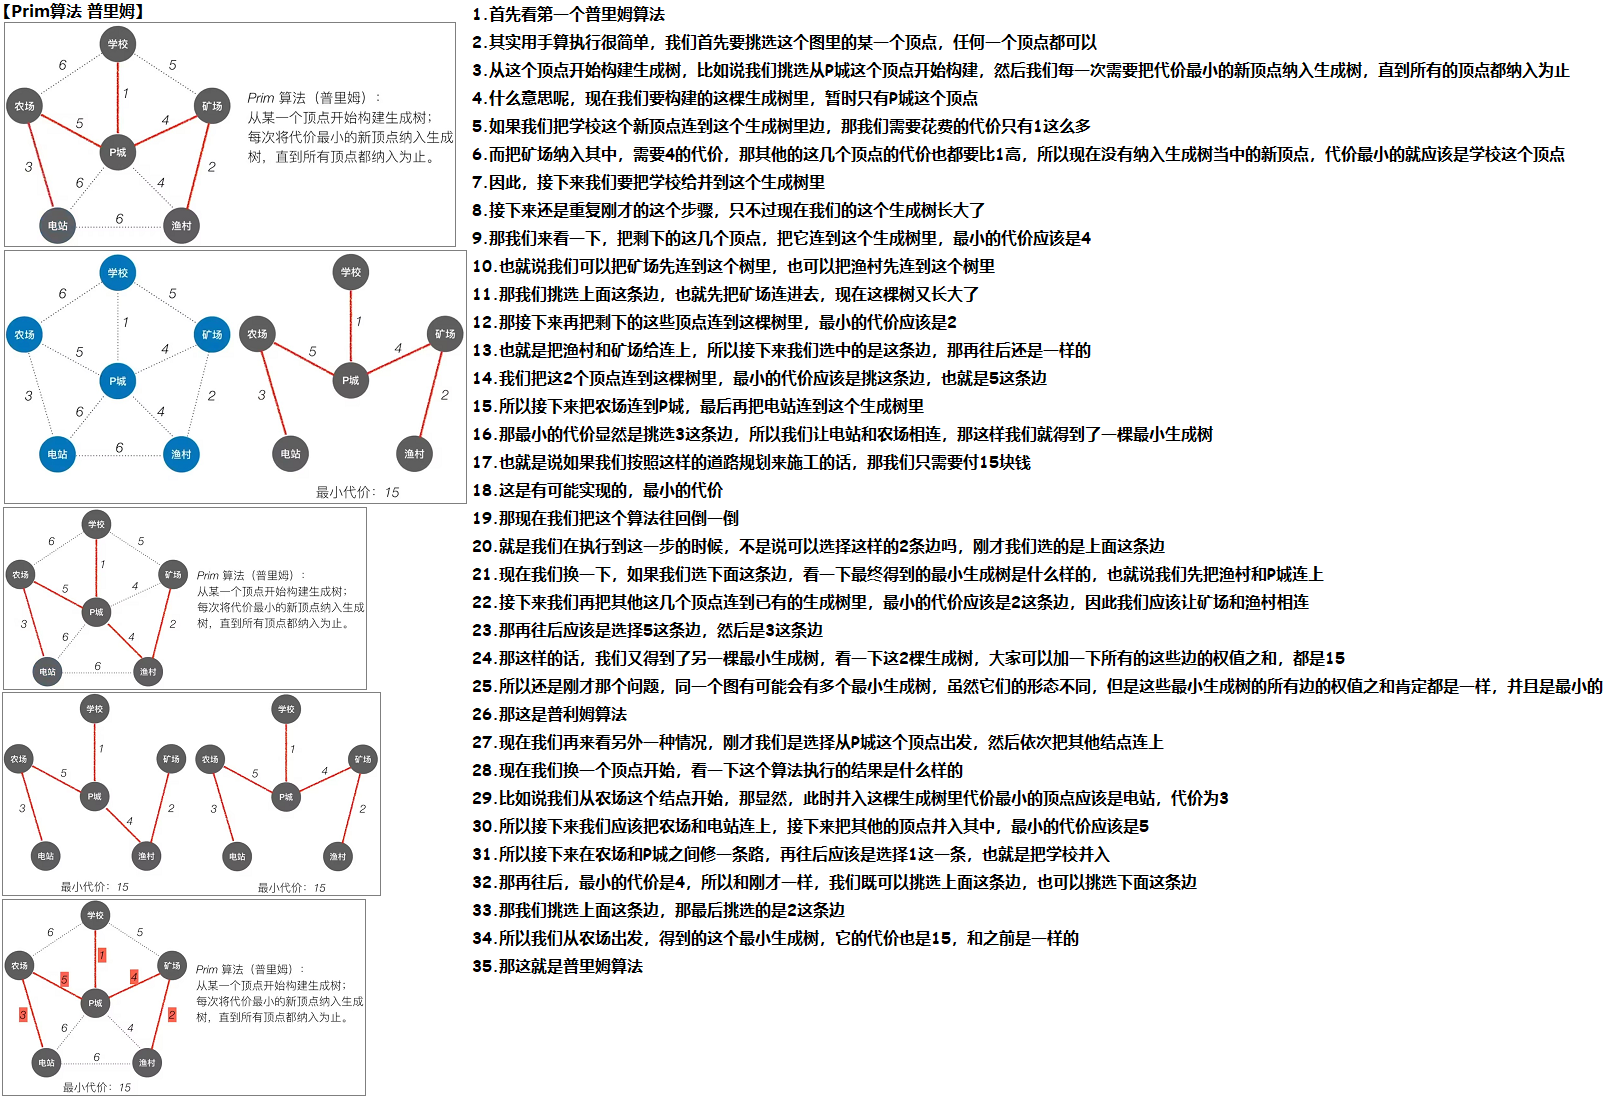 【Prim算法 普里姆】
学校
6
5
1
农场
矿场
5
4
P城
3
2
6
4
电站
6
渔村
Prim 算法（普里姆）：
从某一个顶点开始构建生成树；
每次将代价最小的新顶点纳入生成
树，直到所有顶点都纳入为止。
学校
6
5
1
农场
矿场
5
4
P城
3
2
6
4
电站
6
渔村
学校
1
农场
矿场
5
4
P城
3
2
电站
渔村
最小代价：15
学校
6
5
1
农场
矿场
5
4
P城
3
2
6
4
电站
6
渔村
Prim 算法（普里姆）：
从某一个顶点开始构建生成树；
每次将代价最小的新顶点纳入生成
树，直到所有顶点都纳入为止。
学校
1
农场
矿场
5
P城
3
4
2
电站
渔村
最小代价：15
学校
1
农场
矿场
5
4
P城
3
2
电站
渔村
最小代价：15
学校
6
5
1
农场
矿场
5
4
P城
3
2
6
4
电站
6
渔村
最小代价：15
Prim 算法（普里姆）：
从某一个顶点开始构建生成树；
每次将代价最小的新顶点纳入生成
树，直到所有顶点都纳入为止。
1.首先看第一个普里姆算法
2.其实用手算执行很简单，我们首先要挑选这个图里的某一个顶点，任何一个顶点都可以
3.从这个顶点开始构建生成树，比如说我们挑选从P城这个顶点开始构建，然后我们每一次需要把代价最小的新顶点纳入生成树，直到所有的顶点都纳入为止
4.什么意思呢，现在我们要构建的这棵生成树里，暂时只有P城这个顶点
5.如果我们把学校这个新顶点连到这个生成树里边，那我们需要花费的代价只有1这么多
6.而把矿场纳入其中，需要4的代价，那其他的这几个顶点的代价也都要比1高，所以现在没有纳入生成树当中的新顶点，代价最小的就应该是学校这个顶点
7.因此，接下来我们要把学校给并到这个生成树里
8.接下来还是重复刚才的这个步骤，只不过现在我们的这个生成树长大了
9.那我们来看一下，把剩下的这几个顶点，把它连到这个生成树里，最小的代价应该是4
10.也就说我们可以把矿场先连到这个树里，也可以把渔村先连到这个树里
11.那我们挑选上面这条边，也就先把矿场连进去，现在这棵树又长大了
12.那接下来再把剩下的这些顶点连到这棵树里，最小的代价应该是2
13.也就是把渔村和矿场给连上，所以接下来我们选中的是这条边，那再往后还是一样的
14.我们把这2个顶点连到这棵树里，最小的代价应该是挑这条边，也就是5这条边
15.所以接下来把农场连到P城，最后再把电站连到这个生成树里
16.那最小的代价显然是挑选3这条边，所以我们让电站和农场相连，那这样我们就得到了一棵最小生成树
17.也就是说如果我们按照这样的道路规划来施工的话，那我们只需要付15块钱
18.这是有可能实现的，最小的代价
19.那现在我们把这个算法往回倒一倒
20.就是我们在执行到这一步的时候，不是说可以选择这样的2条边吗，刚才我们选的是上面这条边
21.现在我们换一下，如果我们选下面这条边，看一下最终得到的最小生成树是什么样的，也就说我们先把渔村和P城连上
22.接下来我们再把其他这几个顶点连到已有的生成树里，最小的代价应该是2这条边，因此我们应该让矿场和渔村相连
23.那再往后应该是选择5这条边，然后是3这条边
24.那这样的话，我们又得到了另一棵最小生成树，看一下这2棵生成树，大家可以加一下所有的这些边的权值之和，都是15
25.所以还是刚才那个问题，同一个图有可能会有多个最小生成树，虽然它们的形态不同，但是这些最小生成树的所有边的权值之和肯定都是一样，并且是最小的
26.那这是普利姆算法
27.现在我们再来看另外一种情况，刚才我们是选择从P城这个顶点出发，然后依次把其他结点连上
28.现在我们换一个顶点开始，看一下这个算法执行的结果是什么样的
29.比如说我们从农场这个结点开始，那显然，此时并入这棵生成树里代价最小的顶点应该是电站，代价为3
30.所以接下来我们应该把农场和电站连上，接下来把其他的顶点并入其中，最小的代价应该是5
31.所以接下来在农场和P城之间修一条路，再往后应该是选择1这一条，也就是把学校并入
32.那再往后，最小的代价是4，所以和刚才一样，我们既可以挑选上面这条边，也可以挑选下面这条边
33.那我们挑选上面这条边，那最后挑选的是2这条边
34.所以我们从农场出发，得到的这个最小生成树，它的代价也是15，和之前是一样的
35.那这就是普里姆算法